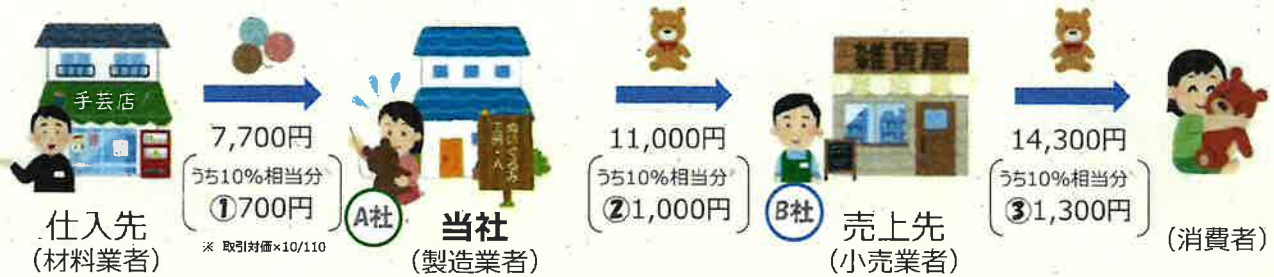 手芸店
雑貨屋
7,700円
うち10%相当分
①700円
※ 取引対価×10/110
11,000円
うち10%相当分
②1,000円
14,300円
うち10%相当分
③1,300円
A社
B社
仕入先
(材料業者)
当社
(製造業者)
売上先
(小売業者)
(消費者)